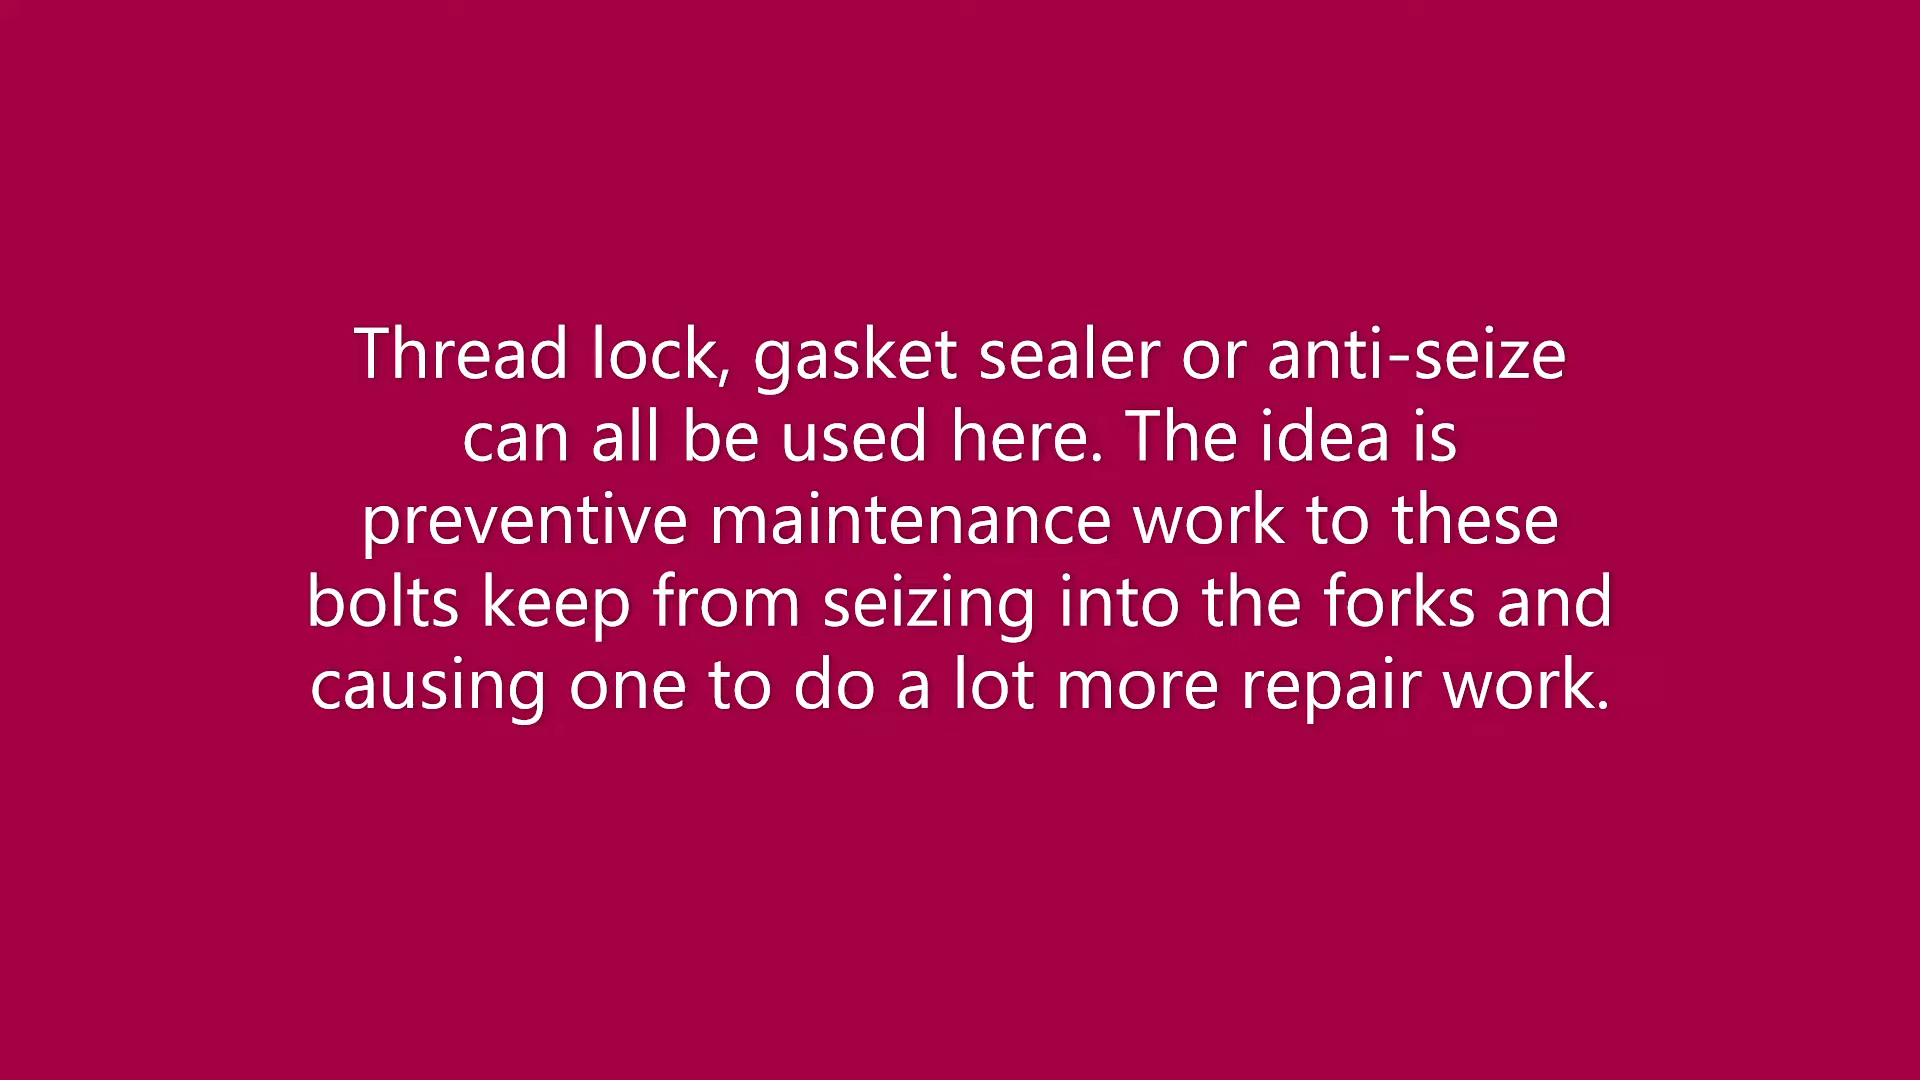 Thread lock, gasket sealer or anti-seize
can all be used here. The idea is
preventive maintenance work to these
bolts keep from seizing into the forks and
causing one to do a lot more repair work.